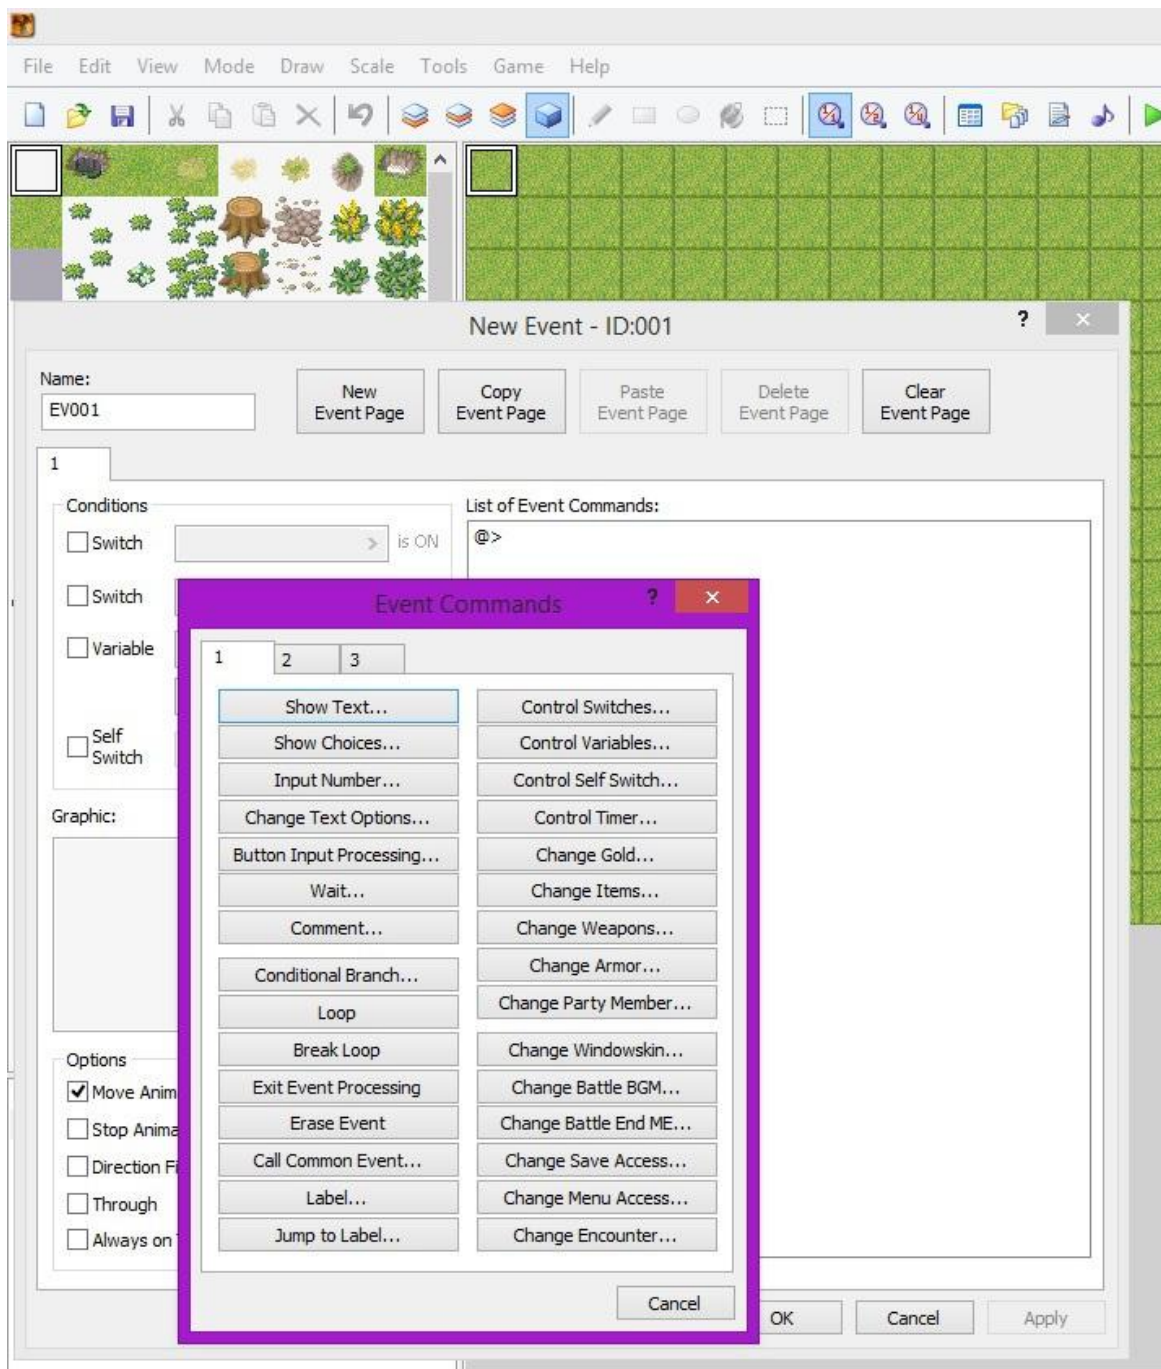 File Edit View Mode Draw Scale Tools Game Help
New Event - ID:001
?
Name:
EV001
New Event Page
Copy Event Page
Paste Event Page
Delete Event Page
Clear Event Page
1
Conditions
Switch
is ON
Switch
Variable
Self Switch
List of Event Commands:
@>
Event Commands
?
1 2 3
Show Text...
Show Choices...
Input Number...
Change Text Options...
Button Input Processing...
Wait...
Comment...
Conditional Branch...
Loop
Break Loop
Exit Event Processing
Erase Event
Call Common Event...
Label...
Jump to Label...
Control Switches...
Control Variables...
Control Self Switch...
Control Timer...
Change Gold...
Change Items...
Change Weapons...
Change Armor...
Change Party Member...
Change Windowskin...
Change Battle BGM...
Change Battle End ME...
Change Save Access...
Change Menu Access...
Change Encounter...
Cancel
Graphic:
Options
Move Anim
Stop Anima
Direction Fi
Through
Always on
OK Cancel Apply